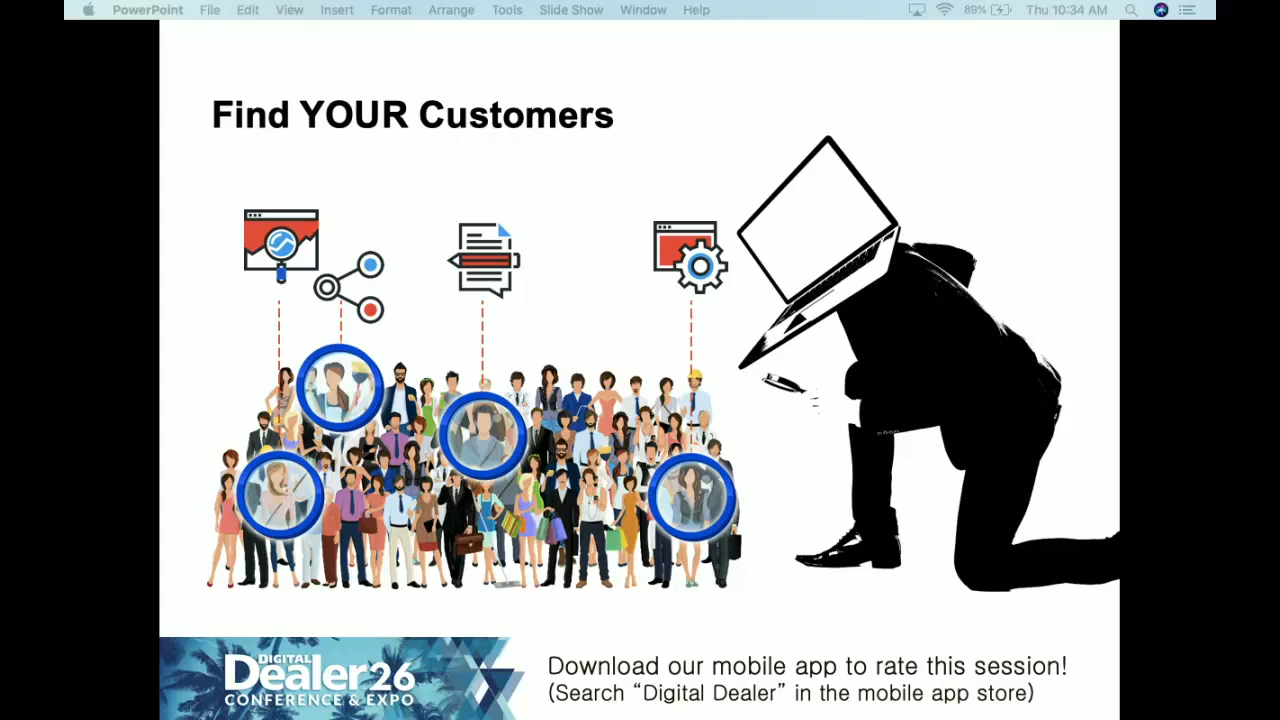 PowerPoint File Edit View Insert Format Arrange Tools Slide Show Window Help 89% Thu 10:34 AM
Find YOUR Customers
DIGITAL
Dealer26
CONFERENCE & EXPO
Download our mobile app to rate this session!
(Search “Digital Dealer” in the mobile app store)